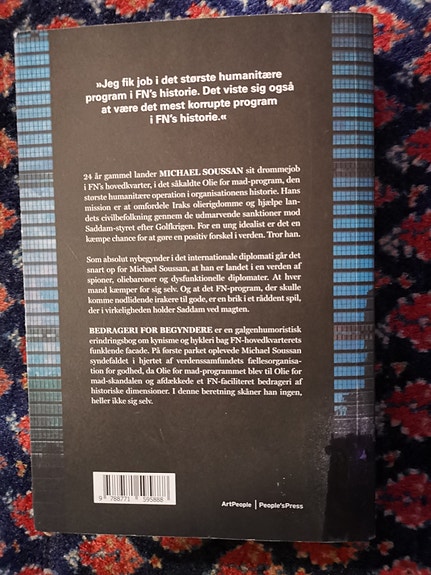 »Jeg fik job i det største humanitære
program i FN's historie. Det viste sig også
at være det mest korrupte program
i FN's historie.«
24 år gammel lander MICHAEL SOUSSAN sit drømmejob
i FN's hovedkvarter, i det såkaldte Olie for mad-program, den
største humanitære operation i organisationens historie. Hans
mission er at omfordele Iraks olierigdomme og hjælpe lan-
dets civilbefolkning gennem de udmarvende sanktioner mod
Saddam-styret efter Golfkrigen. For en ung idealist er det en
kæmpe chance for at gøre en positiv forskel i verden. Tror han.
Som absolut nybegynder i det internationale diplomati går det
snart op for Michael Soussan, at han er landet i en verden af
spioner, oliebaroner og dysfunktionelle diplomater. At hver
mand kæmper for sig selv. Og at det FN-program, der skulle
komme nødlidende irakere til gode, er en brik i et råddent spil,
der i virkeligheden holder Saddam ved magten.
BEDRAGERI FOR BEGYNDERE er en galgenhumoristisk
erindringsbog om kynisme og hykleri bag FN-hovedkvarterets
funklende facade. På første parket oplevede Michael Soussan
syndefaldet i hjertet af verdenssamfundets fællesorganisa-
tion for godhed, da Olie for mad-programmet blev til Olie for
mad-skandalen og afdækkede et FN-faciliteret bedrageri af
historiske dimensioner. I denne beretning skåner han ingen,
heller ikke sig selv.
9 788771 595888
ArtPeople | People'sPress